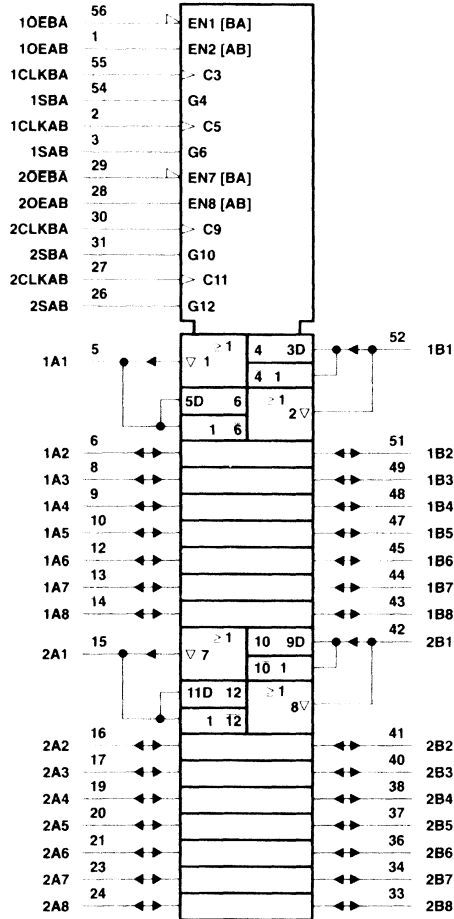 1OEBA 56 EN1 [BA]
1OEAB 1 EN2 [AB]
1CLKBA 55 C3
1SBA 54 G4
1CLKAB 2 C5
1SAB 3 G6
2OEBA 29 EN7 [BA]
2OEAB 28 EN8 [AB]
2CLKBA 30 C9
2SBA 31 G10
2CLKAB 27 C11
2SAB 26 G12
1A1 5 ≥1 ▽ 1 4 3D 52 1B1
4̅ 1
5D 6 ≥1
1 6̅ 2▽
1A2 6 51 1B2
1A3 8 49 1B3
1A4 9 48 1B4
1A5 10 47 1B5
1A6 12 45 1B6
1A7 13 44 1B7
1A8 14 43 1B8
2A1 15 ≥1 ▽ 7 10 9D 42 2B1
1̅0̅ 1
11D 12 ≥1
1 1̅2̅ 8▽
2A2 16 41 2B2
2A3 17 40 2B3
2A4 19 38 2B4
2A5 20 37 2B5
2A6 21 36 2B6
2A7 23 34 2B7
2A8 24 33 2B8